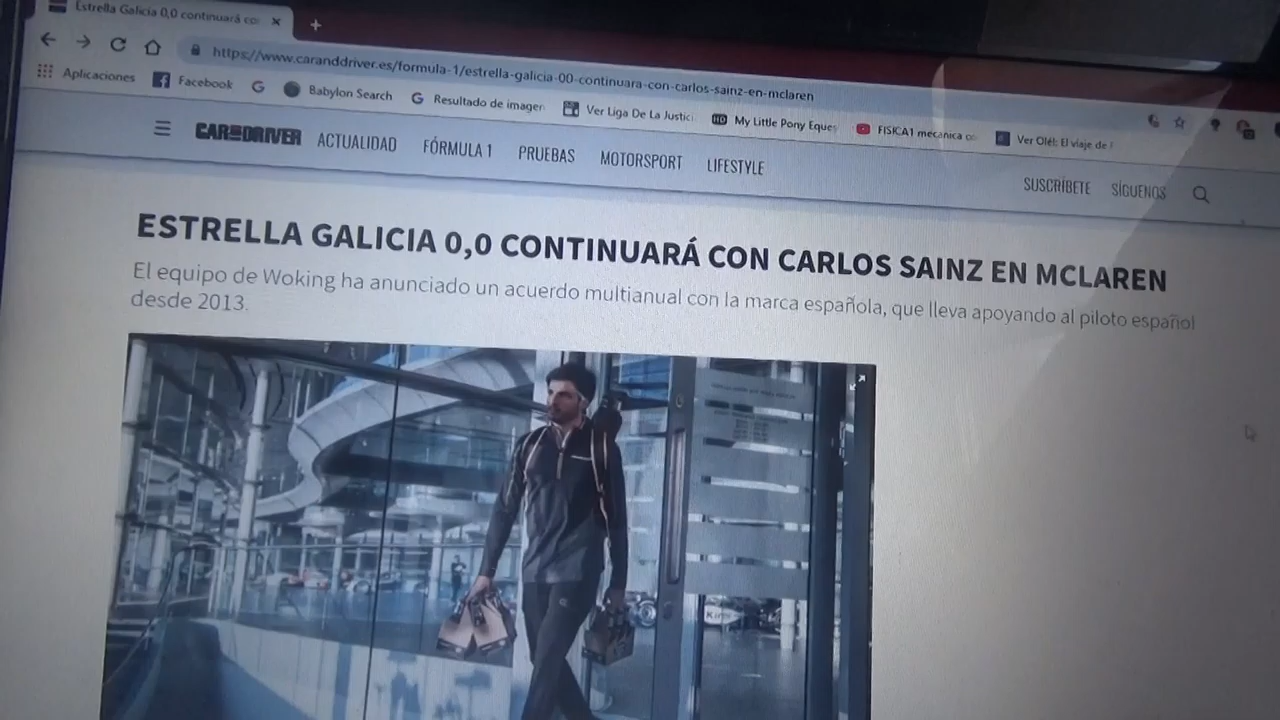 Estrella Galicia 0,0 continuará co
https://www.caranddriver.es/formula-1/estrella-galicia-00-continuara-con-carlos-sainz-en-mclaren
Aplicaciones Facebook Babylon Search Resultado de imagen Ver Liga De La Justici My Little Pony Eque FISICA1 mecanica Ver Olé!: El viaje de
CAR AND DRIVER ACTUALIDAD FÓRMULA 1 PRUEBAS MOTORSPORT LIFESTYLE SUSCRÍBETE SÍGUENOS
ESTRELLA GALICIA 0,0 CONTINUARÁ CON CARLOS SAINZ EN MCLAREN
El equipo de Woking ha anunciado un acuerdo multianual con la marca española, que lleva apoyando al piloto español
desde 2013.